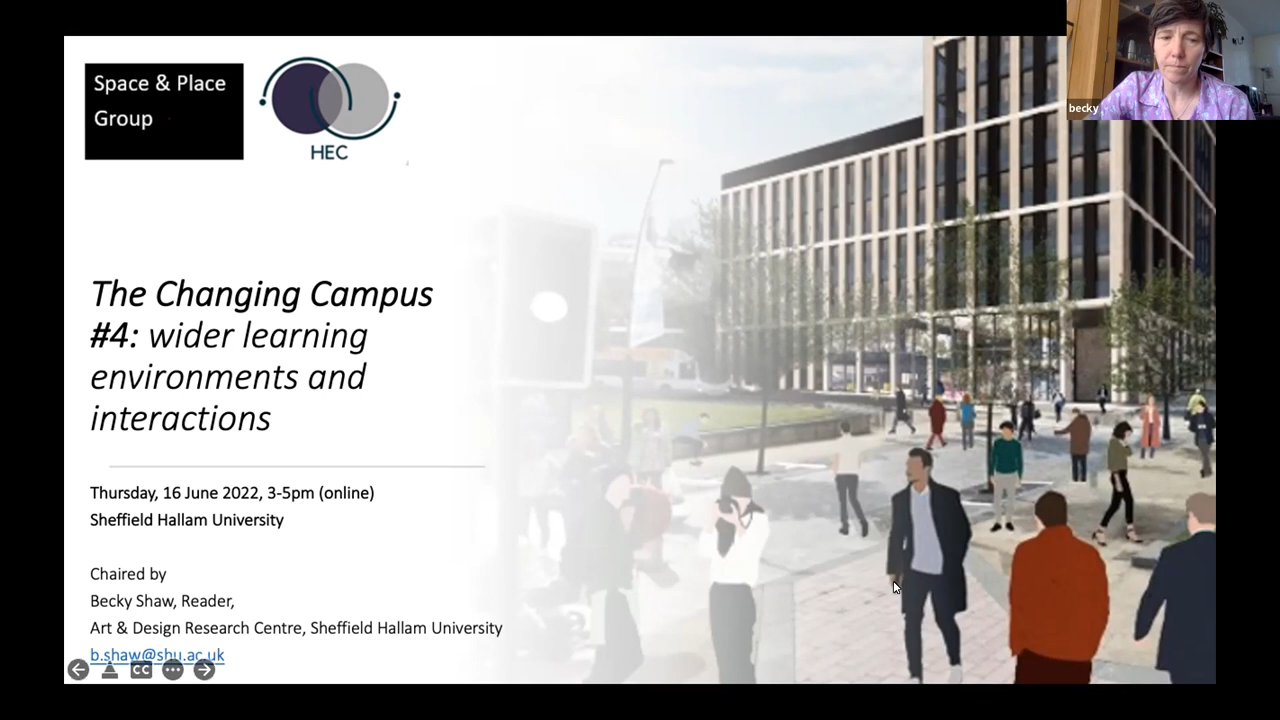 Space & Place
Group
HEC
becky
The Changing Campus
#4: wider learning
environments and
interactions
Thursday, 16 June 2022, 3-5pm (online)
Sheffield Hallam University
Chaired by
Becky Shaw, Reader,
Art & Design Research Centre, Sheffield Hallam University
b.shaw@shu.ac.uk
CC